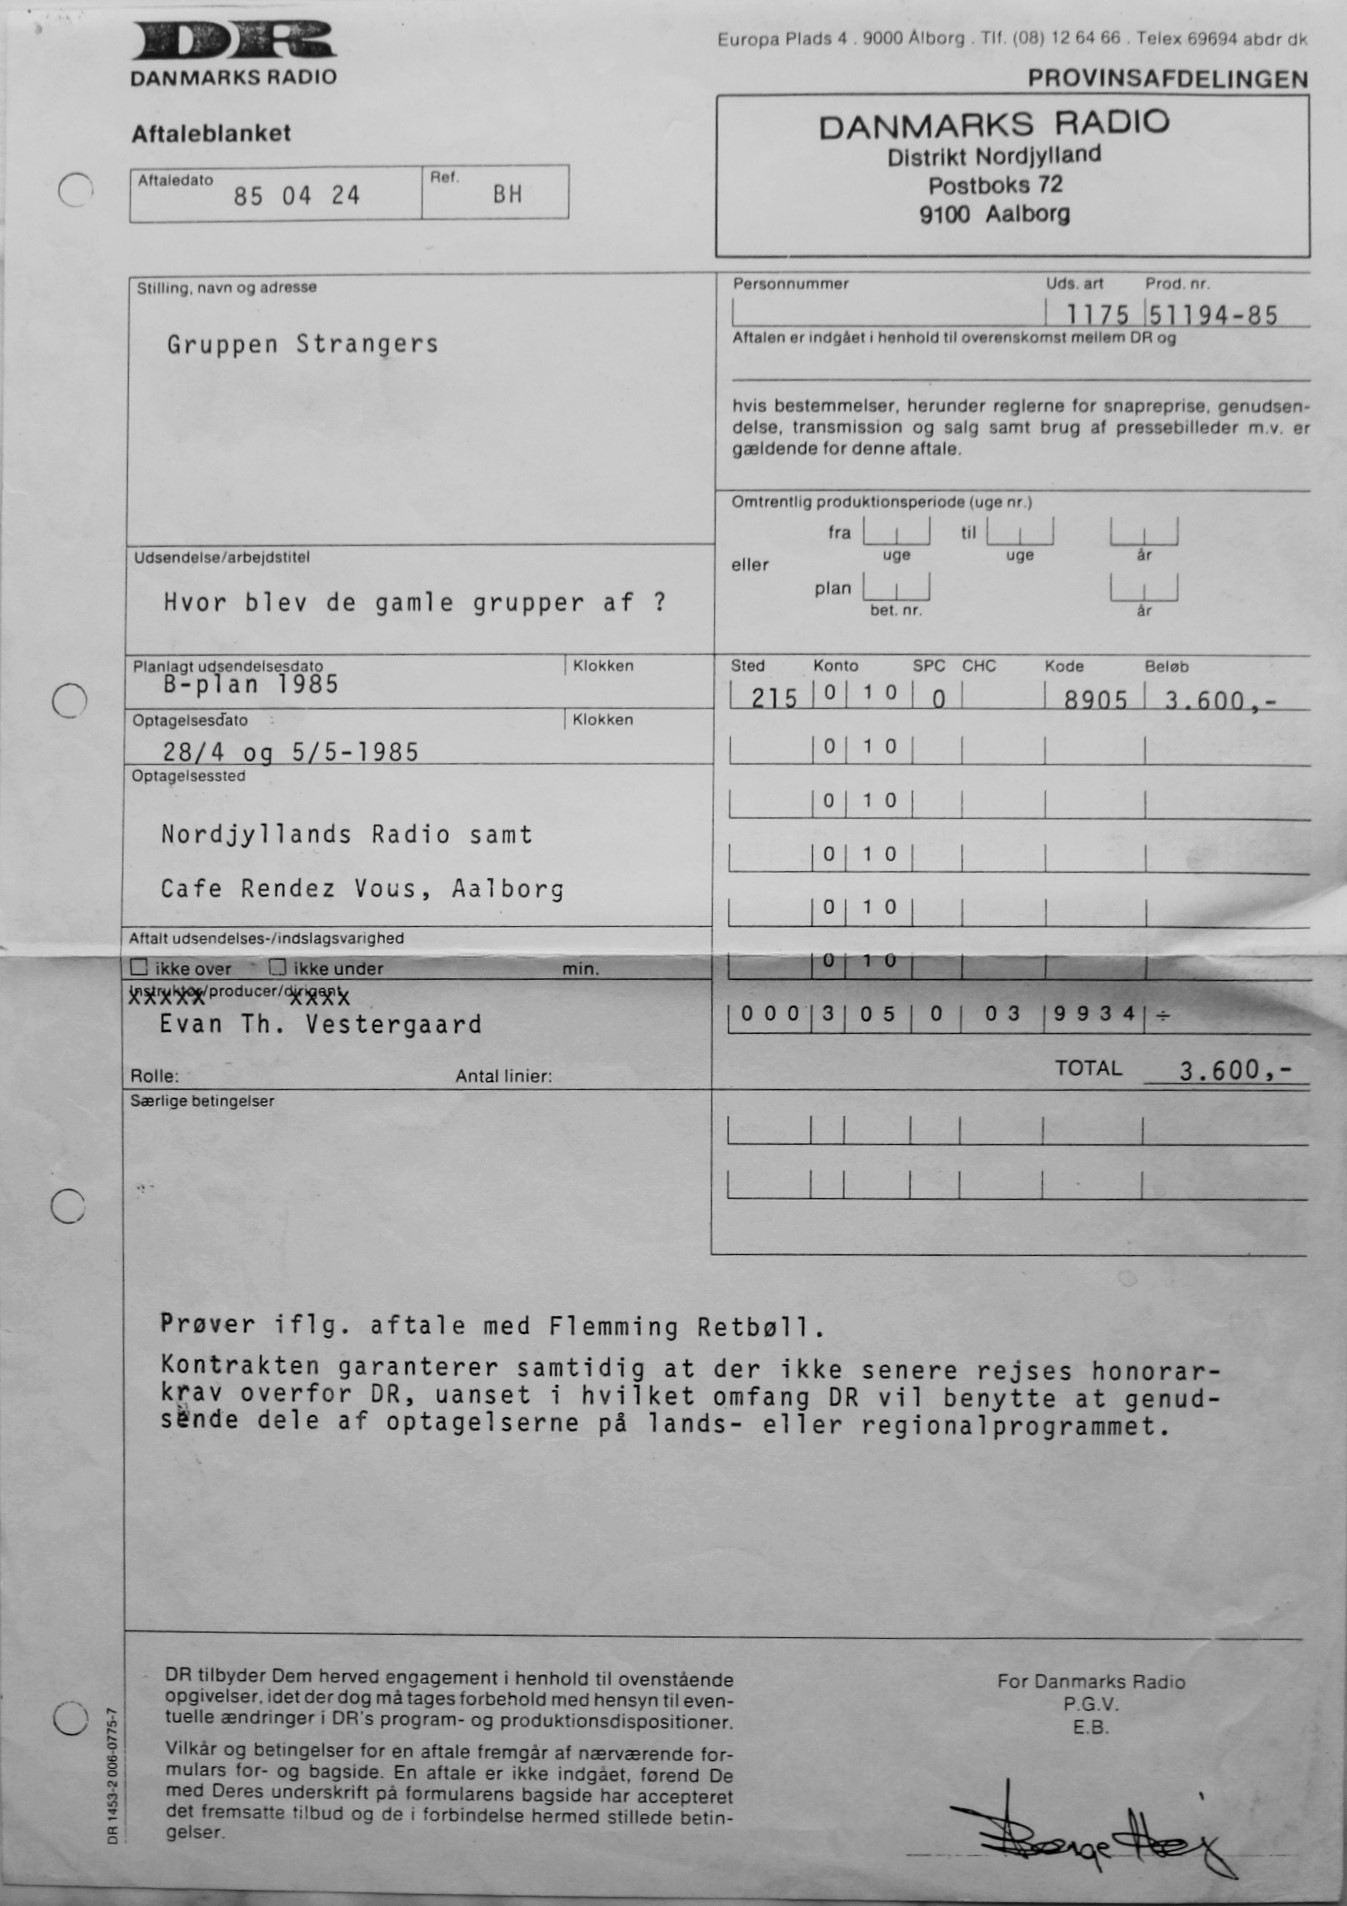 DR
DANMARKS RADIO
Europa Plads 4 . 9000 Ålborg . Tlf. (08) 12 64 66 . Telex 69694 abdr dk
PROVINSAFDELINGEN
Aftaleblanket
DANMARKS RADIO
Distrikt Nordjylland
Postboks 72
9100 Aalborg
Aftaledato 85 04 24 Ref. BH
Stilling, navn og adresse
Gruppen Strangers
Personnummer Uds. art Prod. nr.
1175 51194-85
Aftalen er indgået i henhold til overenskomst mellem DR og
hvis bestemmelser, herunder reglerne for snapreprise, genudsen-
delse, transmission og salg samt brug af pressebilleder m.v. er
gældende for denne aftale.
Omtrentlig produktionsperiode (uge nr.)
fra til
uge uge år
eller
plan
bet. nr. år
Udsendelse/arbejdstitel
Hvor blev de gamle grupper af ?
Planlagt udsendelsesdato Klokken
B-plan 1985
Optagelsesdato Klokken
28/4 og 5/5-1985
Optagelsessted
Nordjyllands Radio samt
Cafe Rendez Vous, Aalborg
Aftalt udsendelses-/indslagsvarighed
ikke over ikke under min.
Instruktør/producer/dirigent
Evan Th. Vestergaard
Rolle: Antal linier:
Sted Konto SPC CHC Kode Beløb
215 0 10 0 8905 3.600,-
0 10
0 10
0 10
0 10
0 10
000 3 05 0 03 9934 ÷
TOTAL 3.600,-
Særlige betingelser
Prøver iflg. aftale med Flemming Retbøll.
Kontrakten garanterer samtidig at der ikke senere rejses honorar-
krav overfor DR, uanset i hvilket omfang DR vil benytte at genud-
sende dele af optagelserne på lands- eller regionalprogrammet.
DR tilbyder Dem herved engagement i henhold til ovenstående
opgivelser, idet der dog må tages forbehold med hensyn til even-
tuelle ændringer i DR's program- og produktionsdispositioner.
Vilkår og betingelser for en aftale fremgår af nærværende for-
mulars for- og bagside. En aftale er ikke indgået, førend De
med Deres underskrift på formularens bagside har accepteret
det fremsatte tilbud og de i forbindelse hermed stillede betin-
gelser.
For Danmarks Radio
P.G.V.
E.B.
Børge Høj
DR 1453-2 006-0775-7